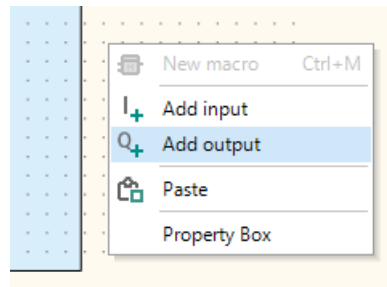 New macro Ctrl+M
Add input
Add output
Paste
Property Box